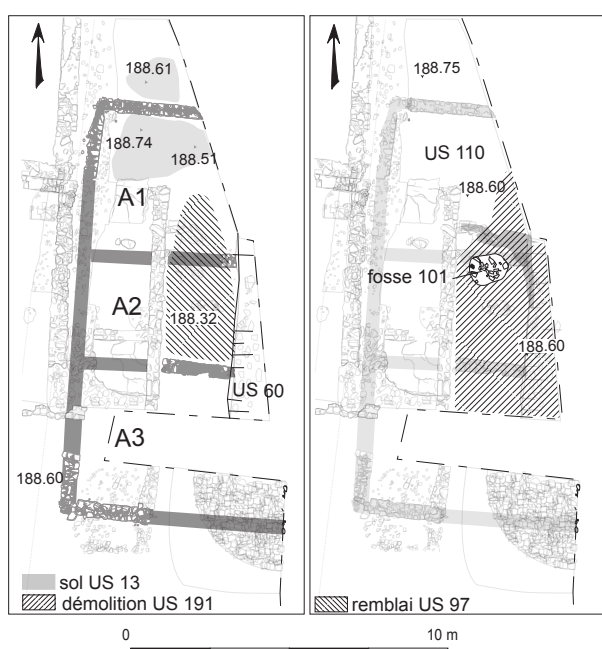 188.61
188.74
188.51
A1
A2
188.32
US 60
A3
188.60
sol US 13
démolition US 191
188.75
US 110
188.60
fosse 101
188.60
remblai US 97
0 10 m